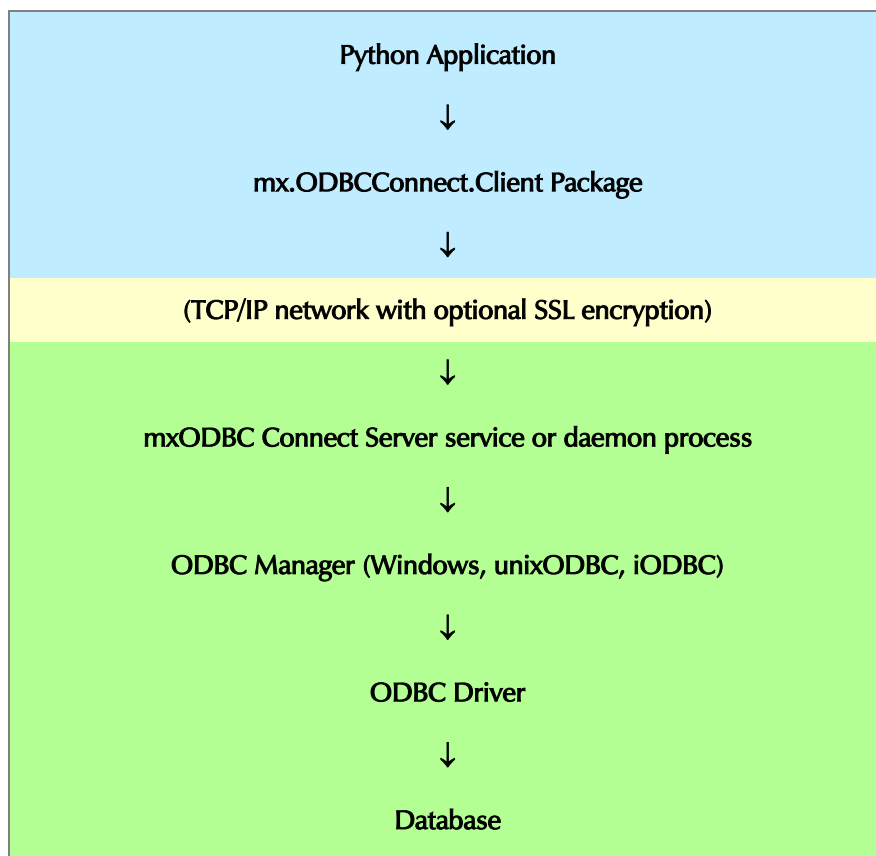 Python Application
↓
mx.ODBCConnect.Client Package
↓
(TCP/IP network with optional SSL encryption)
↓
mxODBC Connect Server service or daemon process
↓
ODBC Manager (Windows, unixODBC, iODBC)
↓
ODBC Driver
↓
Database